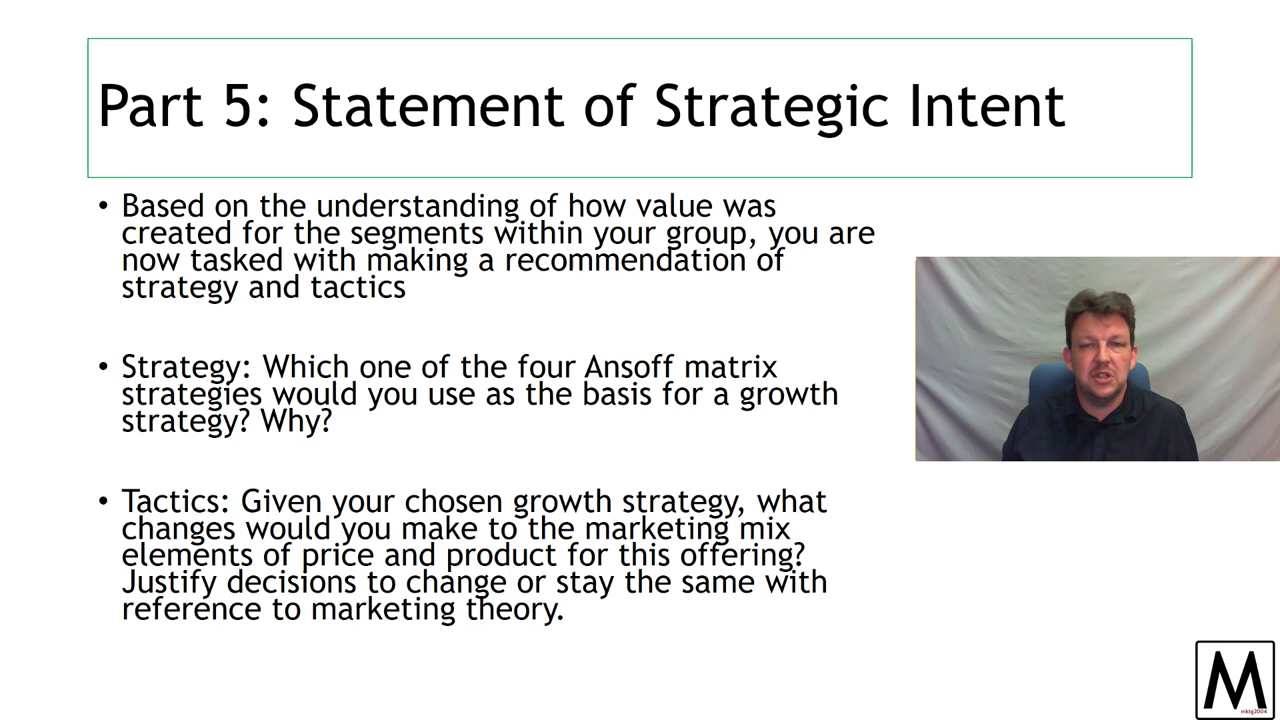 Part 5: Statement of Strategic Intent
• Based on the understanding of how value was
created for the segments within your group, you are
now tasked with making a recommendation of
strategy and tactics
• Strategy: Which one of the four Ansoff matrix
strategies would you use as the basis for a growth
strategy? Why?
• Tactics: Given your chosen growth strategy, what
changes would you make to the marketing mix
elements of price and product for this offering?
Justify decisions to change or stay the same with
reference to marketing theory.
M
mktg2004